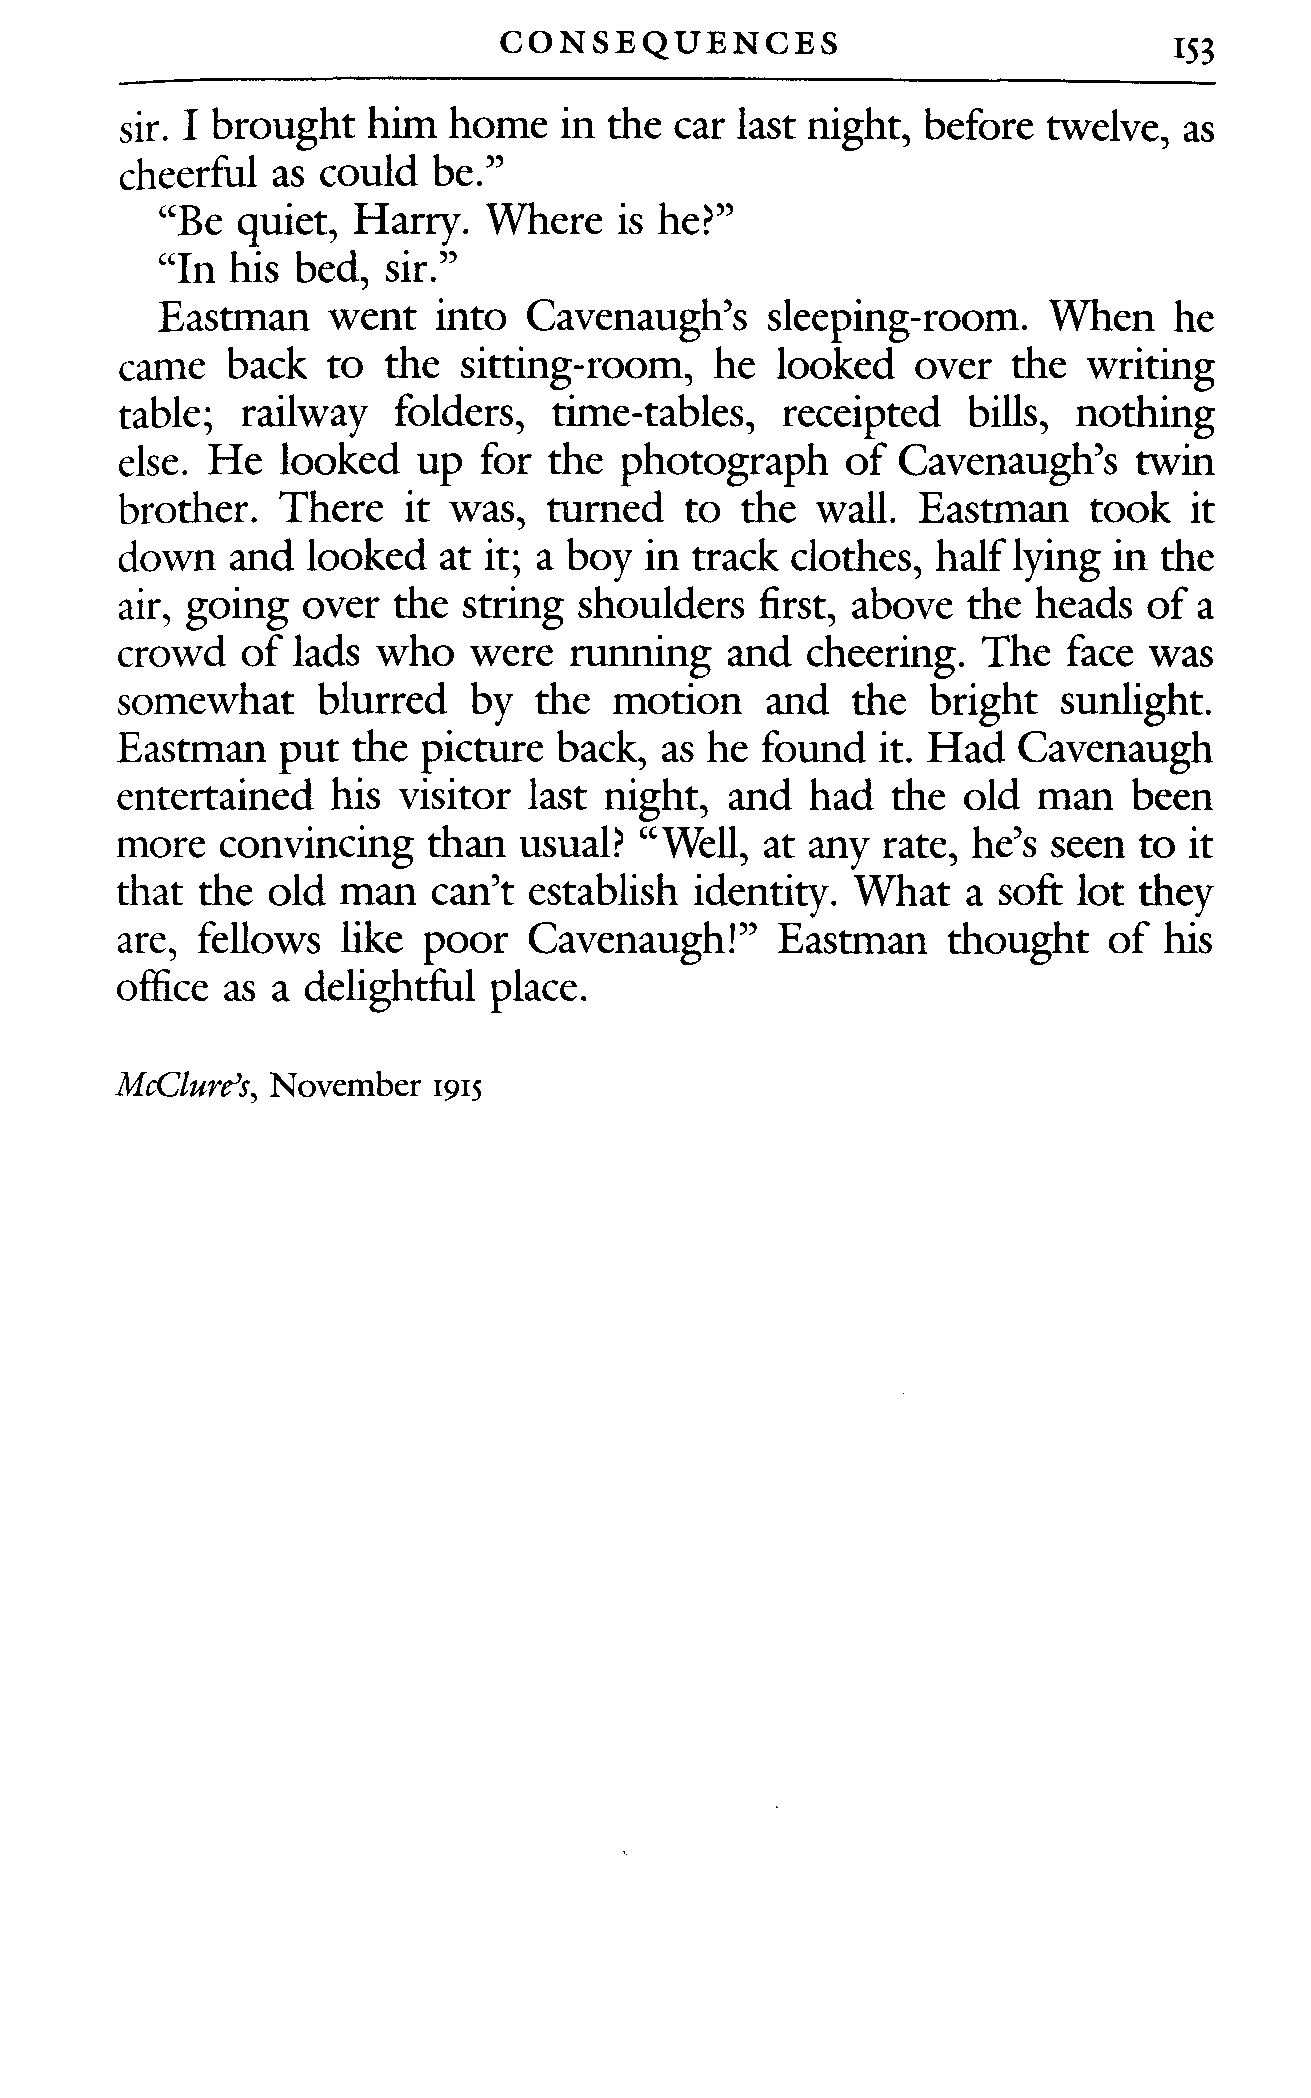 CONSEQUENCES 153
sir. I brought him home in the car last night, before twelve, as
cheerful as could be.”
“Be quiet, Harry. Where is he?”
“In his bed, sir.”
Eastman went into Cavenaugh’s sleeping-room. When he
came back to the sitting-room, he looked over the writing
table; railway folders, time-tables, receipted bills, nothing
else. He looked up for the photograph of Cavenaugh’s twin
brother. There it was, turned to the wall. Eastman took it
down and looked at it; a boy in track clothes, half lying in the
air, going over the string shoulders first, above the heads of a
crowd of lads who were running and cheering. The face was
somewhat blurred by the motion and the bright sunlight.
Eastman put the picture back, as he found it. Had Cavenaugh
entertained his visitor last night, and had the old man been
more convincing than usual? “Well, at any rate, he’s seen to it
that the old man can’t establish identity. What a soft lot they
are, fellows like poor Cavenaugh!” Eastman thought of his
office as a delightful place.
McClure’s, November 1915